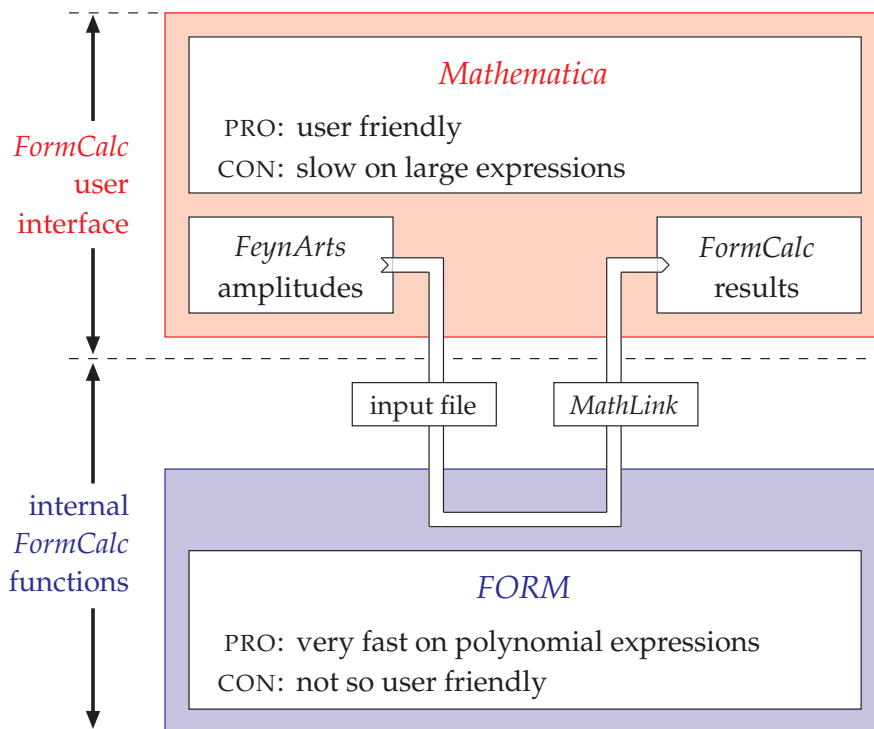 Mathematica
PRO: user friendly
CON: slow on large expressions
FormCalc
user
interface
FeynArts
amplitudes
FormCalc
results
input file
MathLink
internal
FormCalc
functions
FORM
PRO: very fast on polynomial expressions
CON: not so user friendly